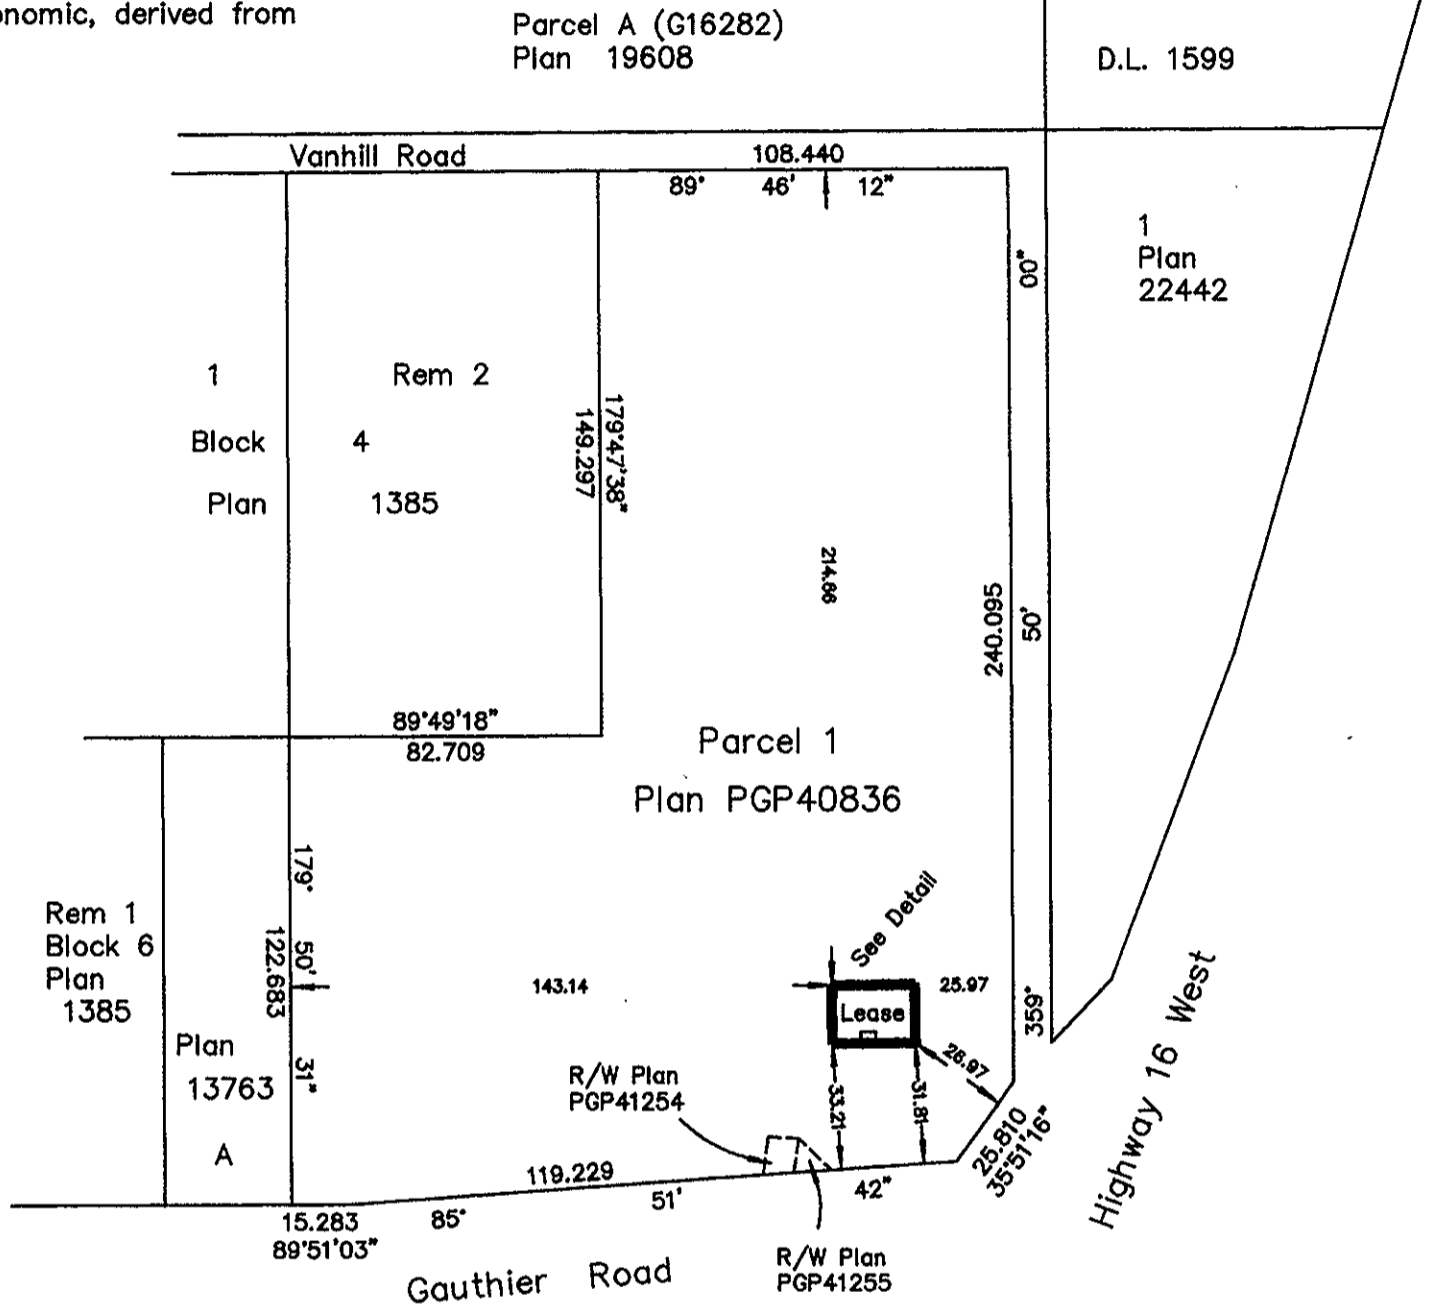 onomic, derived from
Parcel A (G16282)
Plan 19608
D.L. 1599
Vanhill Road
108.440
89° 46' 12"
1
Plan
22442
00"
1
Rem 2
Block 4
Plan 1385
179°47'38"
149.297
214.66
240.095
50'
89°49'18"
82.709
Parcel 1
Plan PGP40836
179°
50'
31"
122.683
See Detail
Rem 1
Block 6
Plan
1385
143.14
25.97
Lease
359°
Plan
13763
A
R/W Plan
PGP41254
33.21
31.81
26.97
25.810
35°51'16"
Highway 16 West
119.229
85° 51' 42"
15.283
89°51'03"
R/W Plan
PGP41255
Gauthier Road